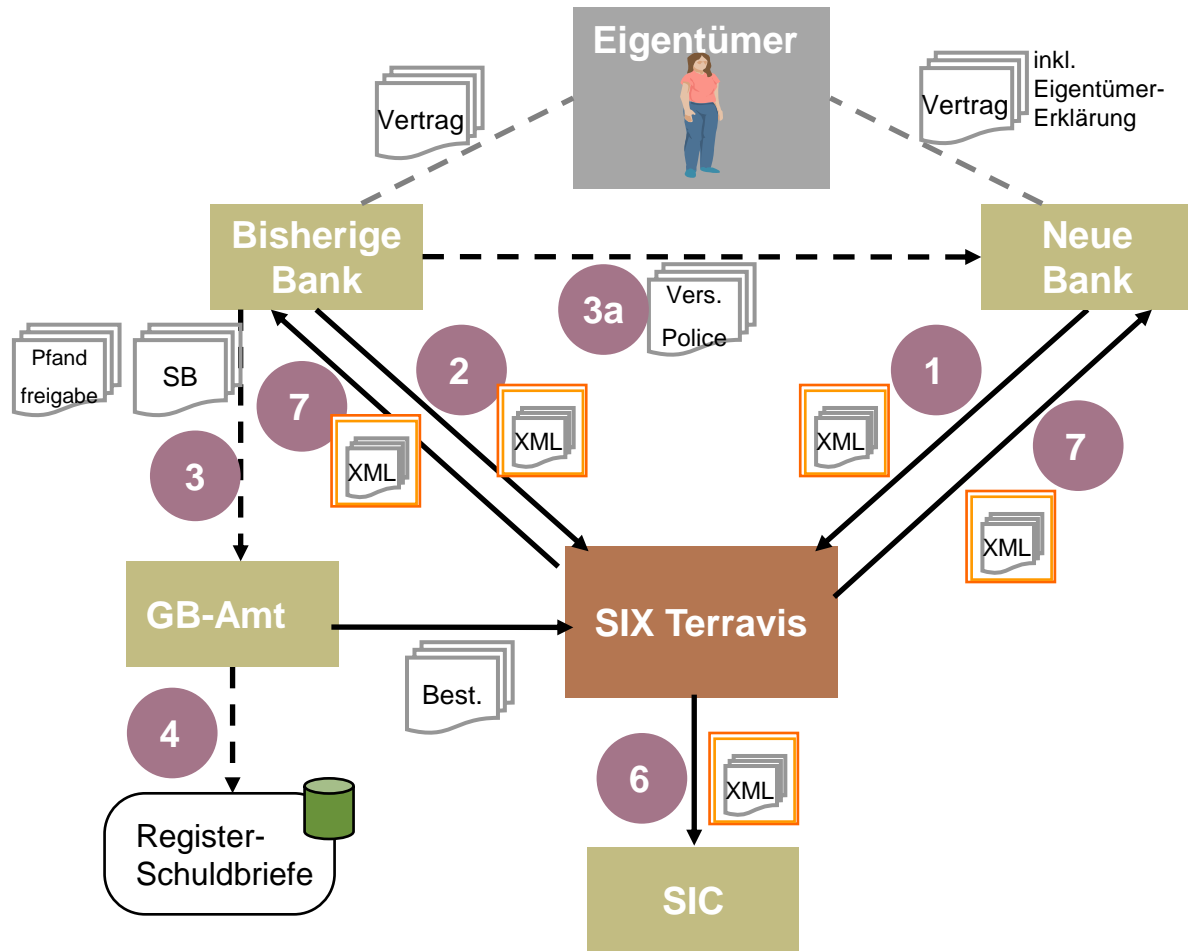 Eigentümer
Vertrag
Vertrag
inkl.
Eigentümer-
Erklärung
Bisherige
Bank
Neue
Bank
3a
Vers.
Police
Pfand
freigabe
SB
2
1
7
XML
XML
XML
7
3
XML
GB-Amt
SIX Terravis
Best.
4
6
XML
Register-
Schuldbriefe
SIC